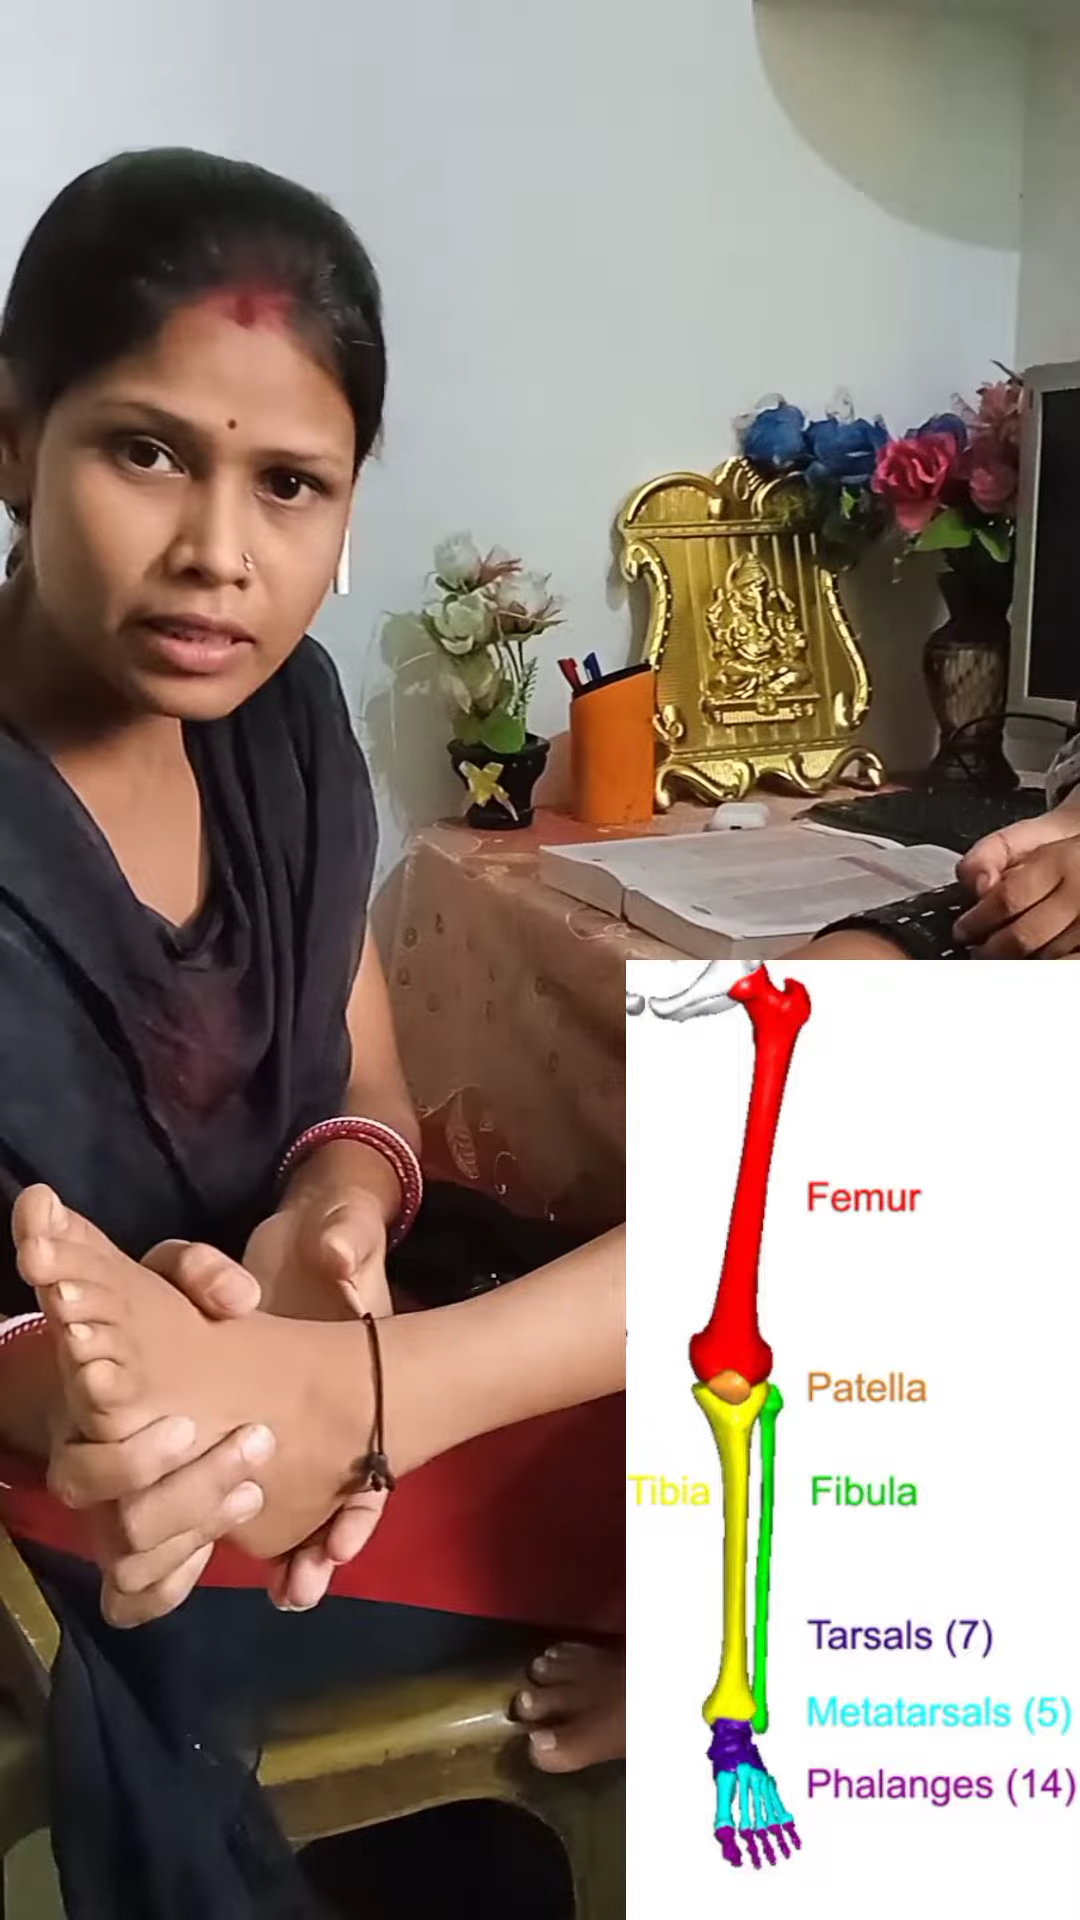 Femur
Patella
Tibia
Fibula
Tarsals (7)
Metatarsals (5)
Phalanges (14)